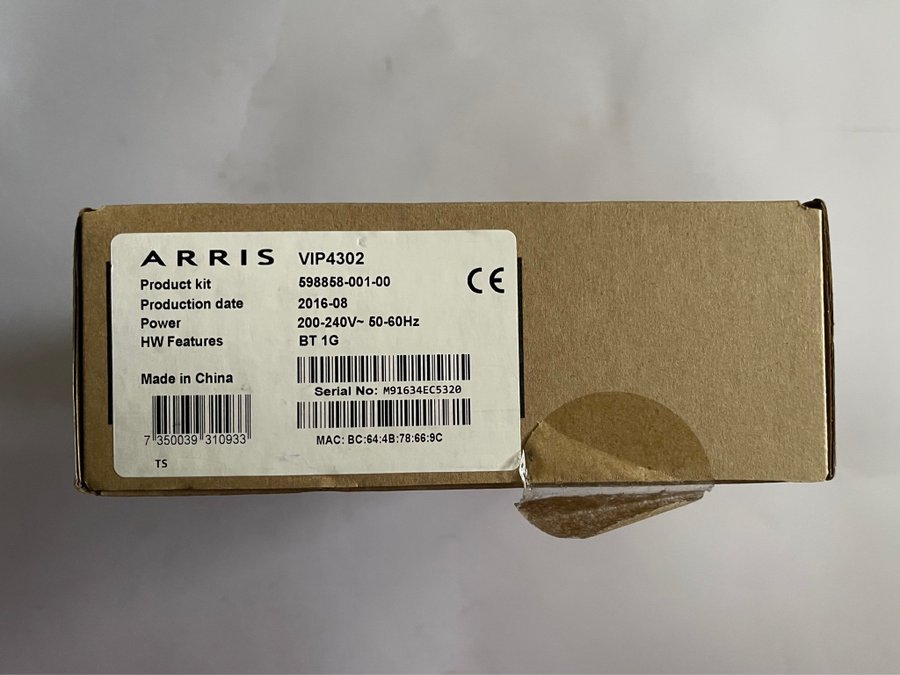 ARRIS VIP4302
Product kit 598858-001-00
Production date 2016-08
Power 200-240V~ 50-60Hz
HW Features BT 1G
CE
Made in China
Serial No: M91634EC5320
7 350039 310933
MAC: BC:64:4B:78:66:9C
TS